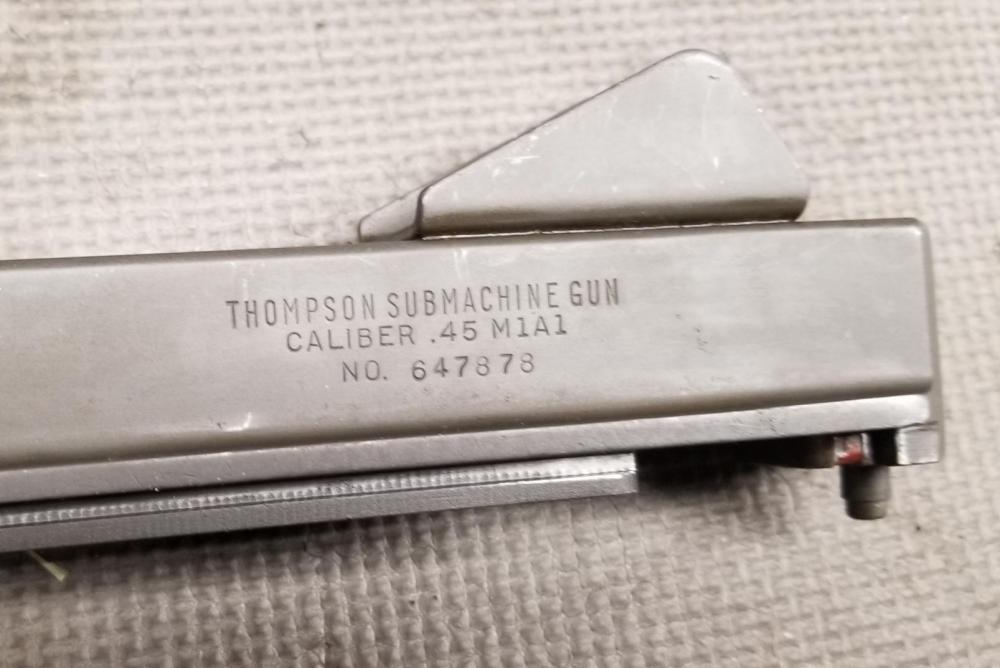 THOMPSON SUBMACHINE GUN
CALIBER .45 M1A1
NO. 647878